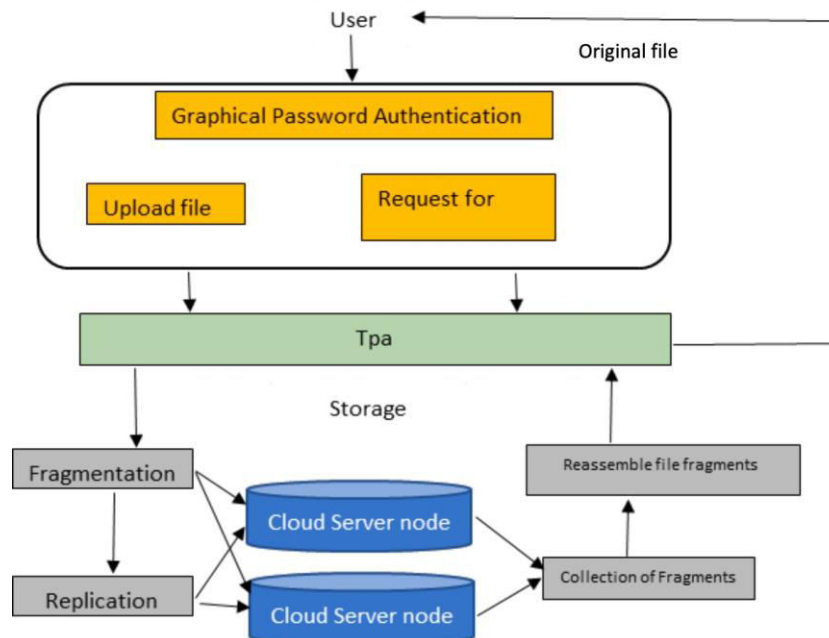 User
Original file
Graphical Password Authentication
Upload file
Request for
Tpa
Storage
Fragmentation
Reassemble file fragments
Cloud Server node
Collection of Fragments
Replication
Cloud Server node